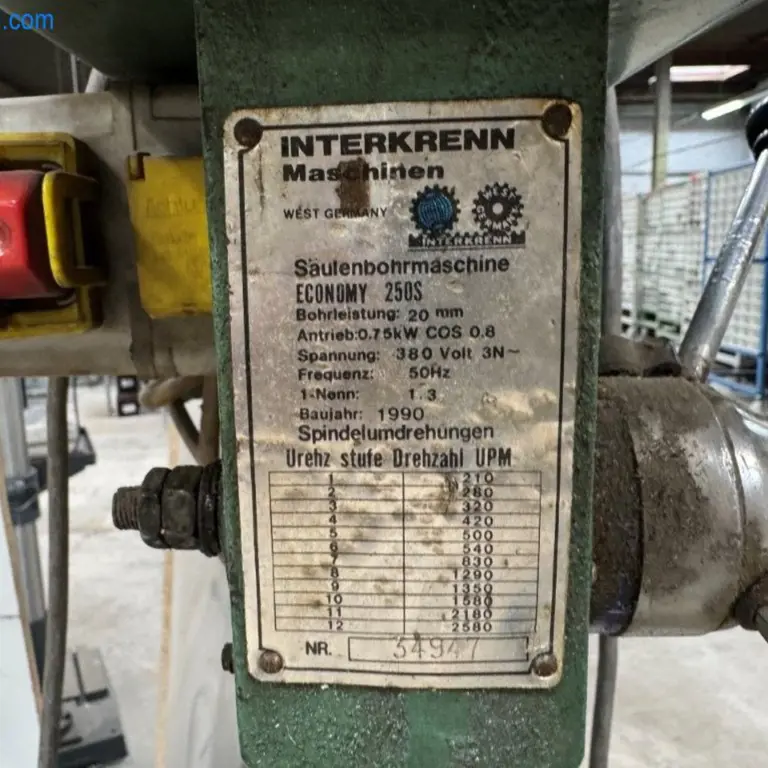 .com
INTERKRENN
Maschinen
WEST GERMANY
INTERKRENN
Säulenbohrmaschine
ECONOMY 250S
Bohrleistung: 20 mm
Antrieb:0.75kW COS 0.8
Spannung: 380 Volt 3N~
Frequenz: 50Hz
1-Nenn: 1.3
Baujahr: 1990
Spindelumdrehungen
Urehz stufe Drehzahl UPM
1 210
2 280
3 320
4 420
5 500
6 540
7 830
8 1290
9 1350
10 1580
11 2180
12 2580
NR. 34947